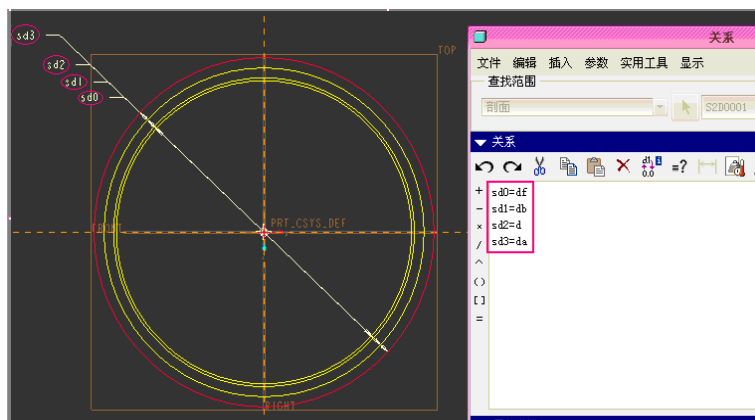 sd3
sd2
sd1
sd0
TOP
FRONT
PRT_CSYS_DEF
RIGHT
关系
文件 编辑 插入 参数 实用工具 显示
查找范围
剖面 S2D0001
关系
=?
+ sd0=df
- sd1=db
× sd2=d
/ sd3=da
^
()
[]
=